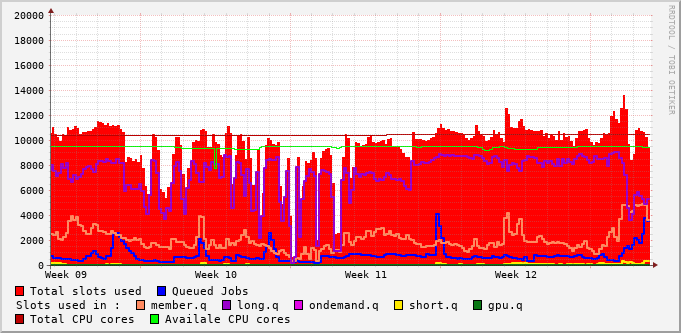 20000
18000
16000
14000
12000
10000
8000
6000
4000
2000
0
Week 09 Week 10 Week 11 Week 12
RRDTOOL / TOBI OETIKER
Total slots used Queued Jobs
Slots used in : member.q long.q ondemand.q short.q gpu.q
Total CPU cores Availale CPU cores